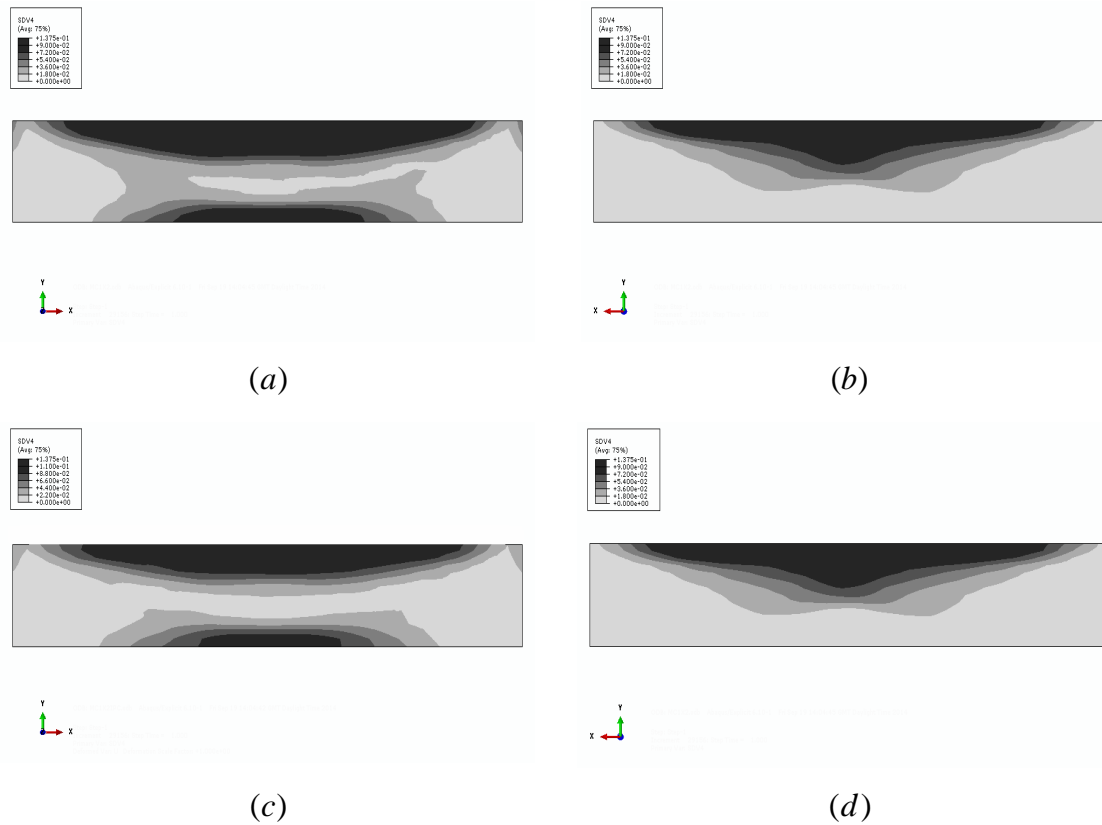 SDV4
(Avg: 75%)
+1.375e-01
+9.000e-02
+7.200e-02
+5.400e-02
+3.600e-02
+1.800e-02
+0.000e+00
Y
X
(a)
SDV4
(Avg: 75%)
+1.375e-01
+9.000e-02
+7.200e-02
+5.400e-02
+3.600e-02
+1.800e-02
+0.000e+00
Y
X
(b)
SDV4
(Avg: 75%)
+1.375e-01
+1.100e-01
+8.800e-02
+6.600e-02
+4.400e-02
+2.200e-02
+0.000e+00
Y
X
(c)
SDV4
(Avg: 75%)
+1.375e-01
+9.000e-02
+7.200e-02
+5.400e-02
+3.600e-02
+1.800e-02
+0.000e+00
Y
X
(d)